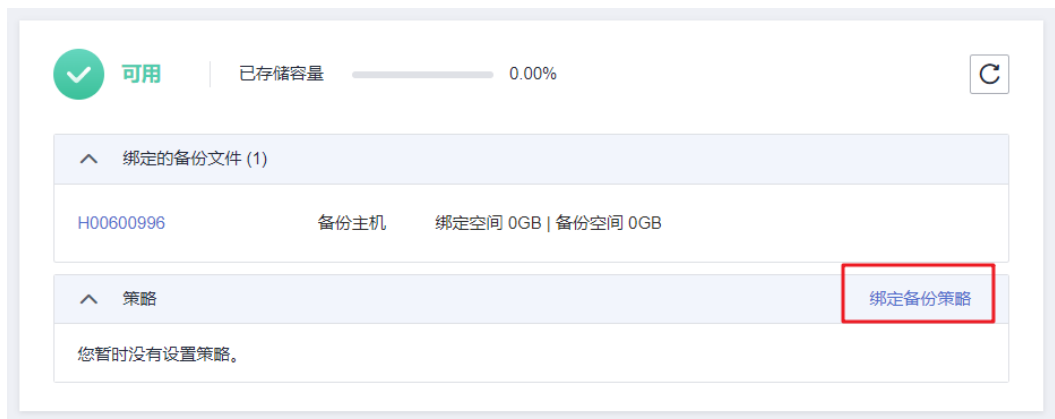 可用 已存储容量 0.00%
绑定的备份文件 (1)
H00600996 备份主机 绑定空间 0GB | 备份空间 0GB
策略 绑定备份策略
您暂时没有设置策略。